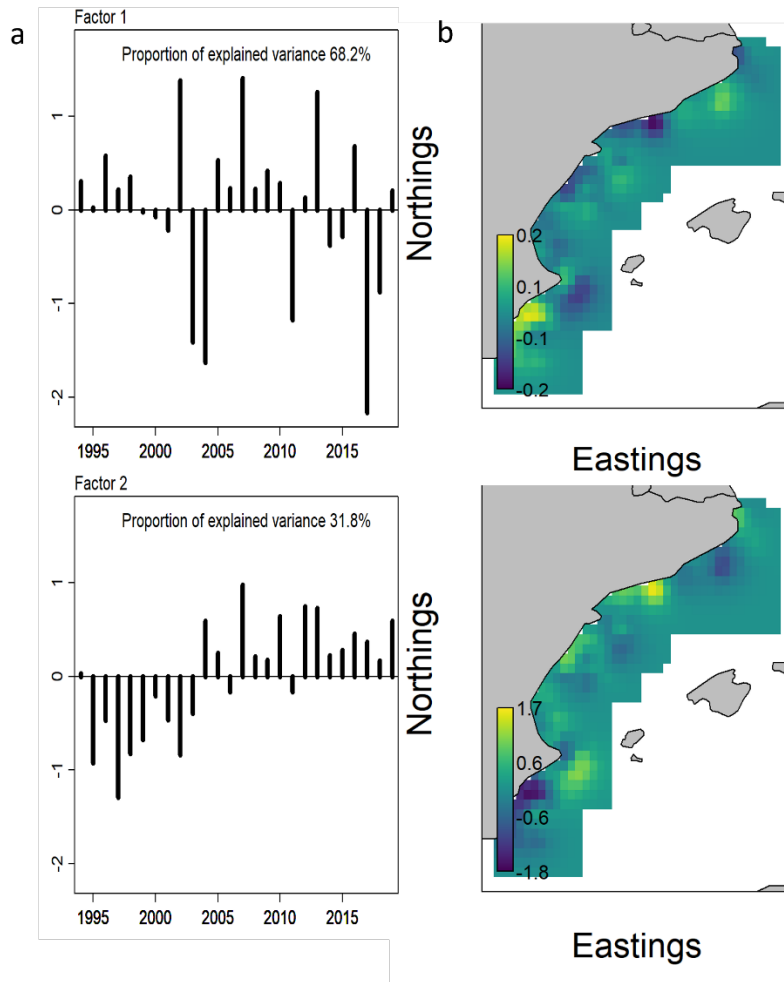 a
Factor 1
Proportion of explained variance 68.2%
1
0
-1
-2
1995 2000 2005 2010 2015
Factor 2
Proportion of explained variance 31.8%
1
0
-1
-2
1995 2000 2005 2010 2015
b
Northings
0.2
0.1
-0.1
-0.2
Eastings
Northings
1.7
0.6
-0.6
-1.8
Eastings